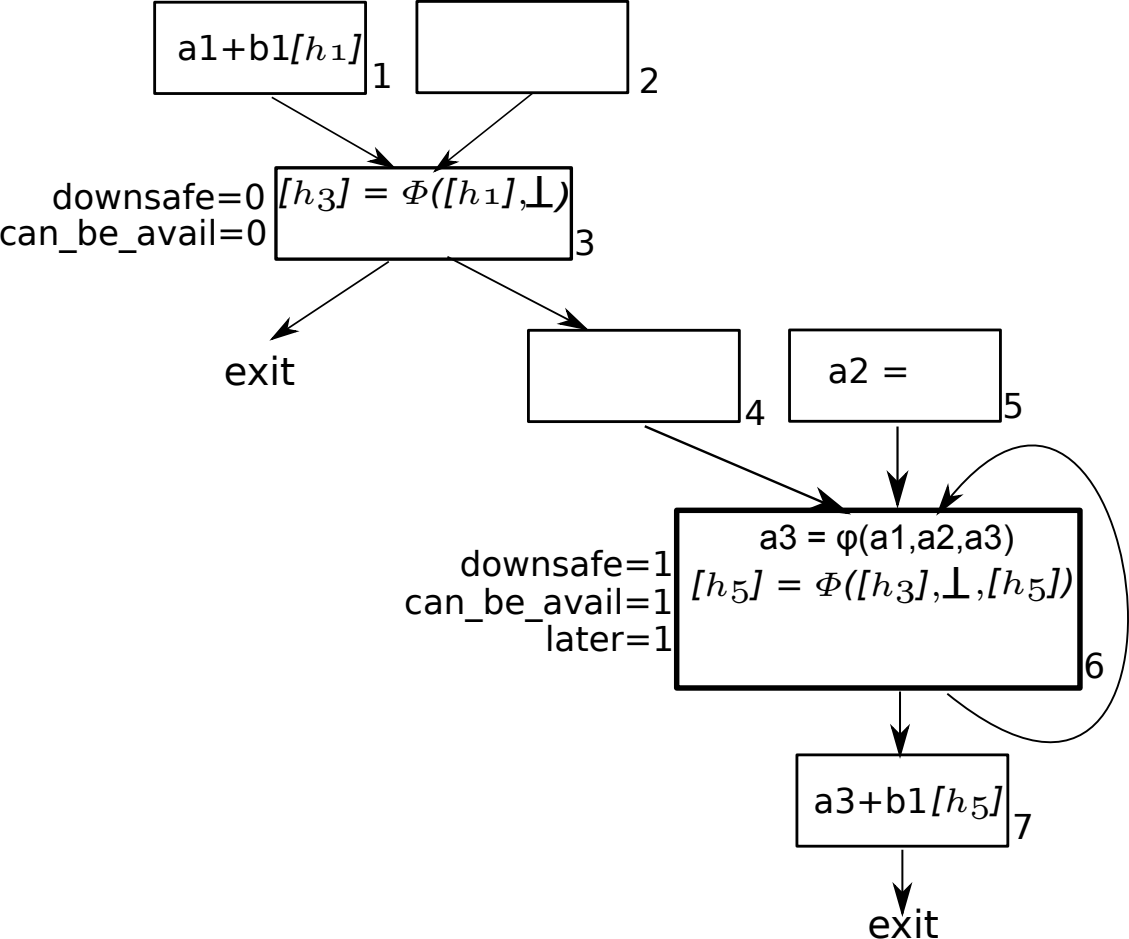 a1+b1[h1]
1
2
downsafe=0
can_be_avail=0
[h3] = Φ([h1],⊥)
3
exit
4
a2 =
5
downsafe=1
can_be_avail=1
later=1
a3 = φ(a1,a2,a3)
[h5] = Φ([h3],⊥,[h5])
6
a3+b1[h5]
7
exit